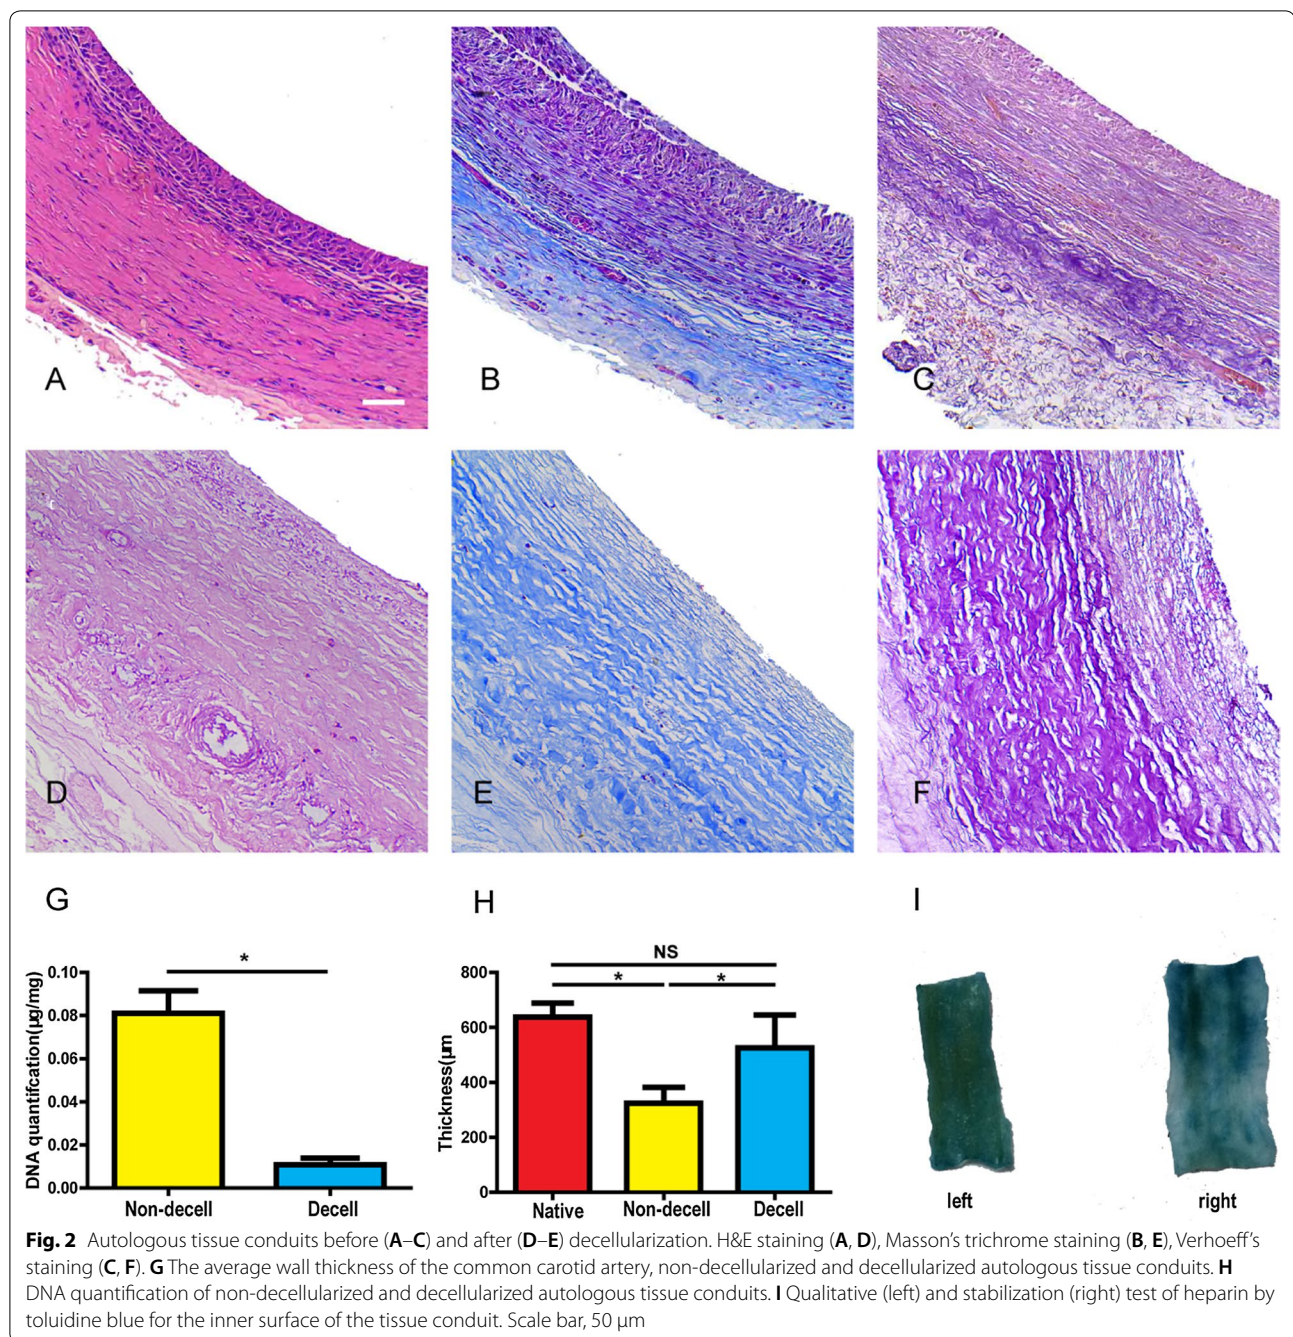 A
B
C
D
E
F
G
H
I
*
NS
*
*
DNA quantifcation(µg/mg)
0.10
0.08
0.06
0.04
0.02
0.00
Non-decell
Decell
Thickness(µm
800
600
400
200
0
Native
Non-decell
Decell
left
right
Fig. 2 Autologous tissue conduits before (A–C) and after (D–E) decellularization. H&E staining (A, D), Masson’s trichrome staining (B, E), Verhoeff’s
staining (C, F). G The average wall thickness of the common carotid artery, non-decellularized and decellularized autologous tissue conduits. H
DNA quantification of non-decellularized and decellularized autologous tissue conduits. I Qualitative (left) and stabilization (right) test of heparin by
toluidine blue for the inner surface of the tissue conduit. Scale bar, 50 µm